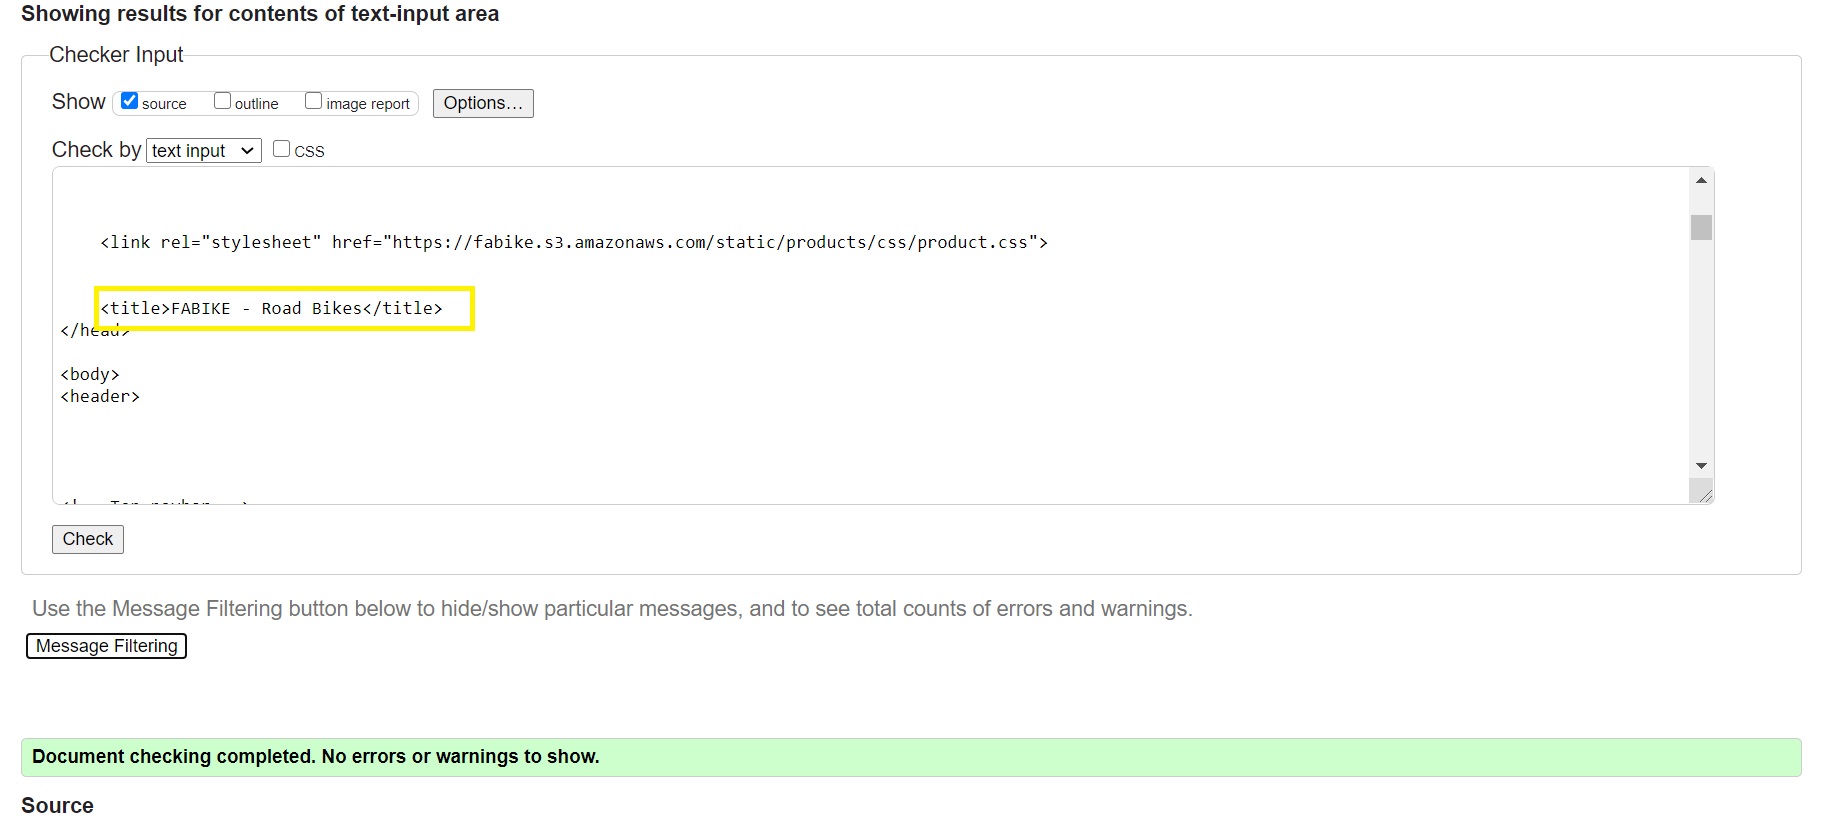 Showing results for contents of text-input area
Checker Input
Show source outline image report Options...
Check by text input CSS
<link rel="stylesheet" href="https://fabike.s3.amazonaws.com/static/products/css/product.css">
<title>FABIKE - Road Bikes</title>
</head>
<body>
<header>
Check
Use the Message Filtering button below to hide/show particular messages, and to see total counts of errors and warnings.
Message Filtering
Document checking completed. No errors or warnings to show.
Source